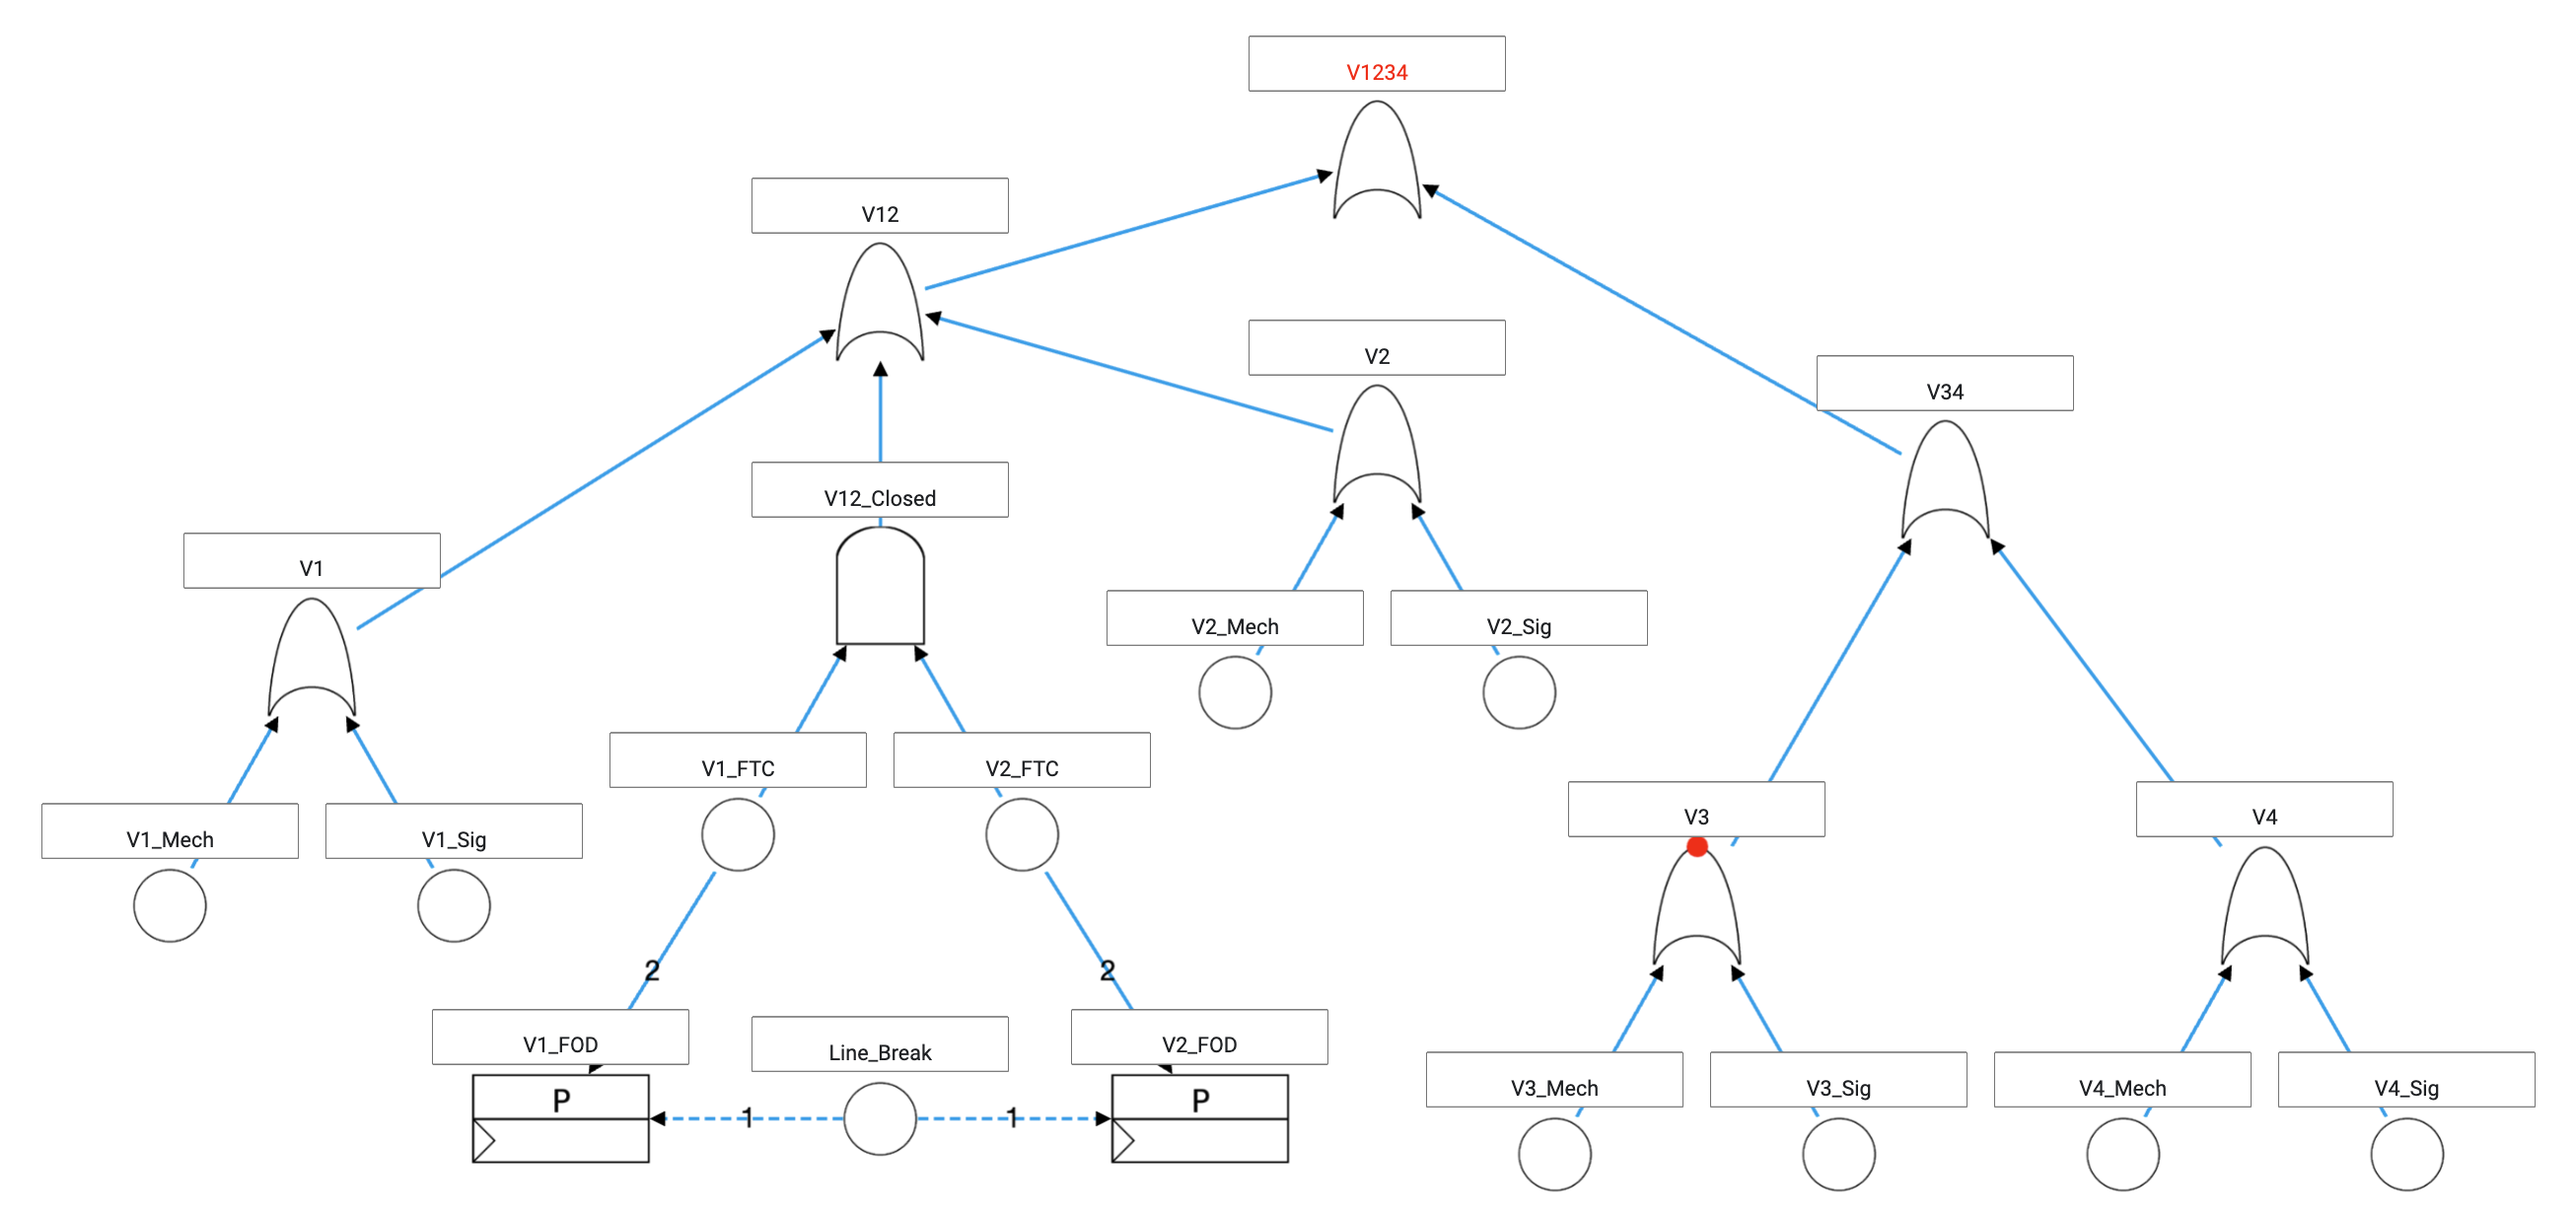 V1234
V12
V2
V34
V12_Closed
V1
V2_Mech
V2_Sig
V1_FTC
V2_FTC
V3
V4
V1_Mech
V1_Sig
2
2
V1_FOD
Line_Break
V2_FOD
V3_Mech
V3_Sig
V4_Mech
V4_Sig
P
1
1
P